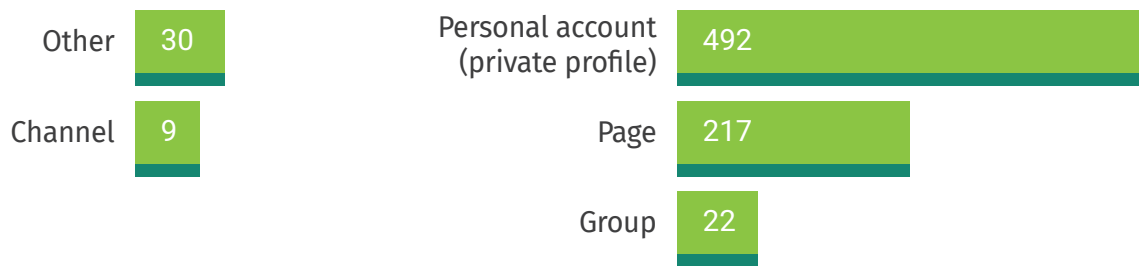 Other 30
Channel 9
Personal account
(private profile) 492
Page 217
Group 22